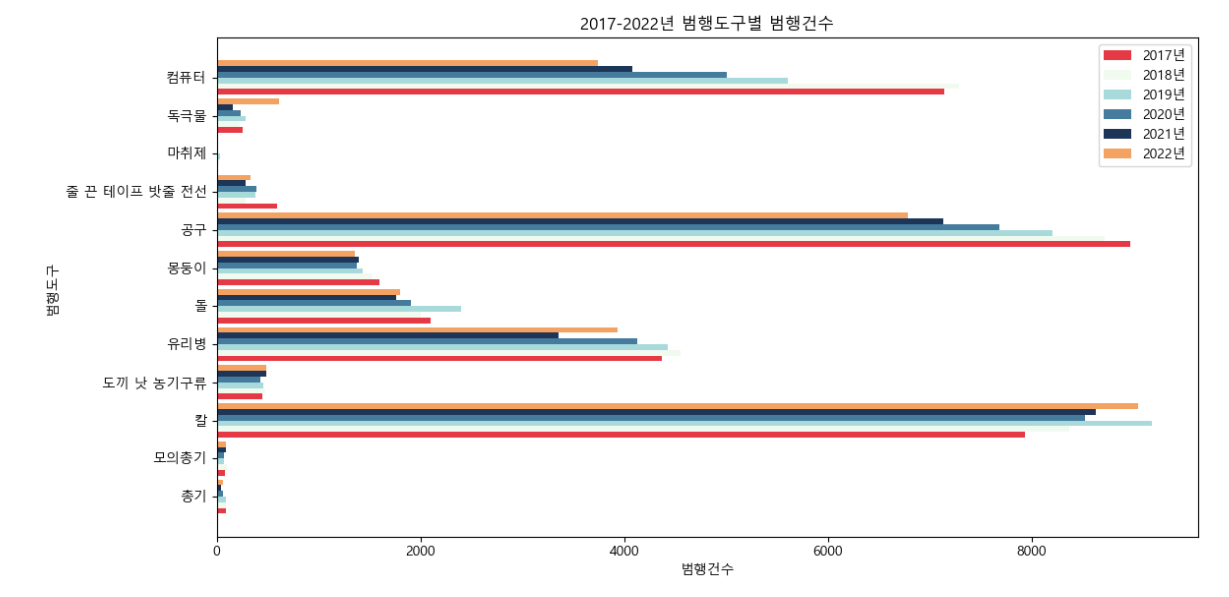 2017-2022년 범행도구별 범행건수
컴퓨터
독극물
마취제
줄 끈 테이프 밧줄 전선
공구
몽둥이
돌
유리병
도끼 낫 농기구류
칼
모의총기
총기
범행도구
0 2000 4000 6000 8000
범행건수
2017년
2018년
2019년
2020년
2021년
2022년